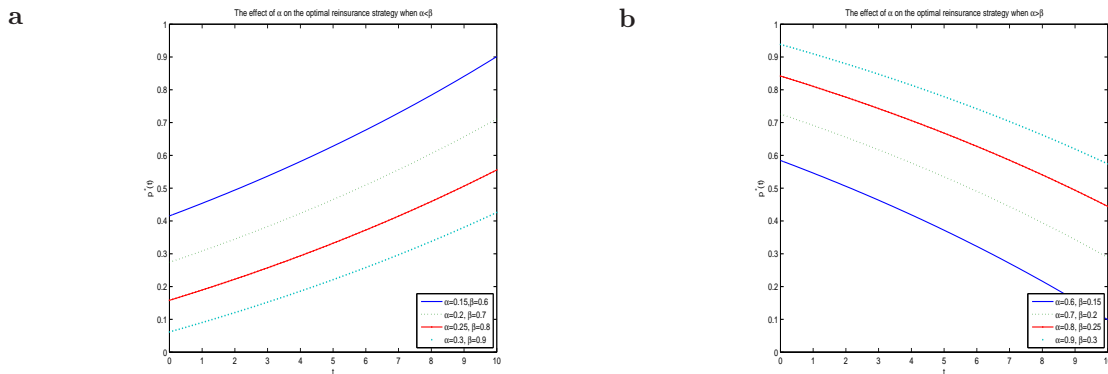 a
The effect of α on the optimal reinsurance strategy when α<β
1
0.9
0.8
0.7
0.6
0.5
0.4
0.3
0.2
0.1
0
p*(t)
0 1 2 3 4 5 6 7 8 9 10
t
α=0.15,β=0.6
α=0.2, β=0.7
α=0.25, β=0.8
α=0.3, β=0.9
b
The effect of α on the optimal reinsurance strategy when α>β
1
0.9
0.8
0.7
0.6
0.5
0.4
0.3
0.2
0.1
0
p*(t)
0 1 2 3 4 5 6 7 8 9 10
t
α=0.6, β=0.15
α=0.7, β=0.2
α=0.8, β=0.25
α=0.9, β=0.3